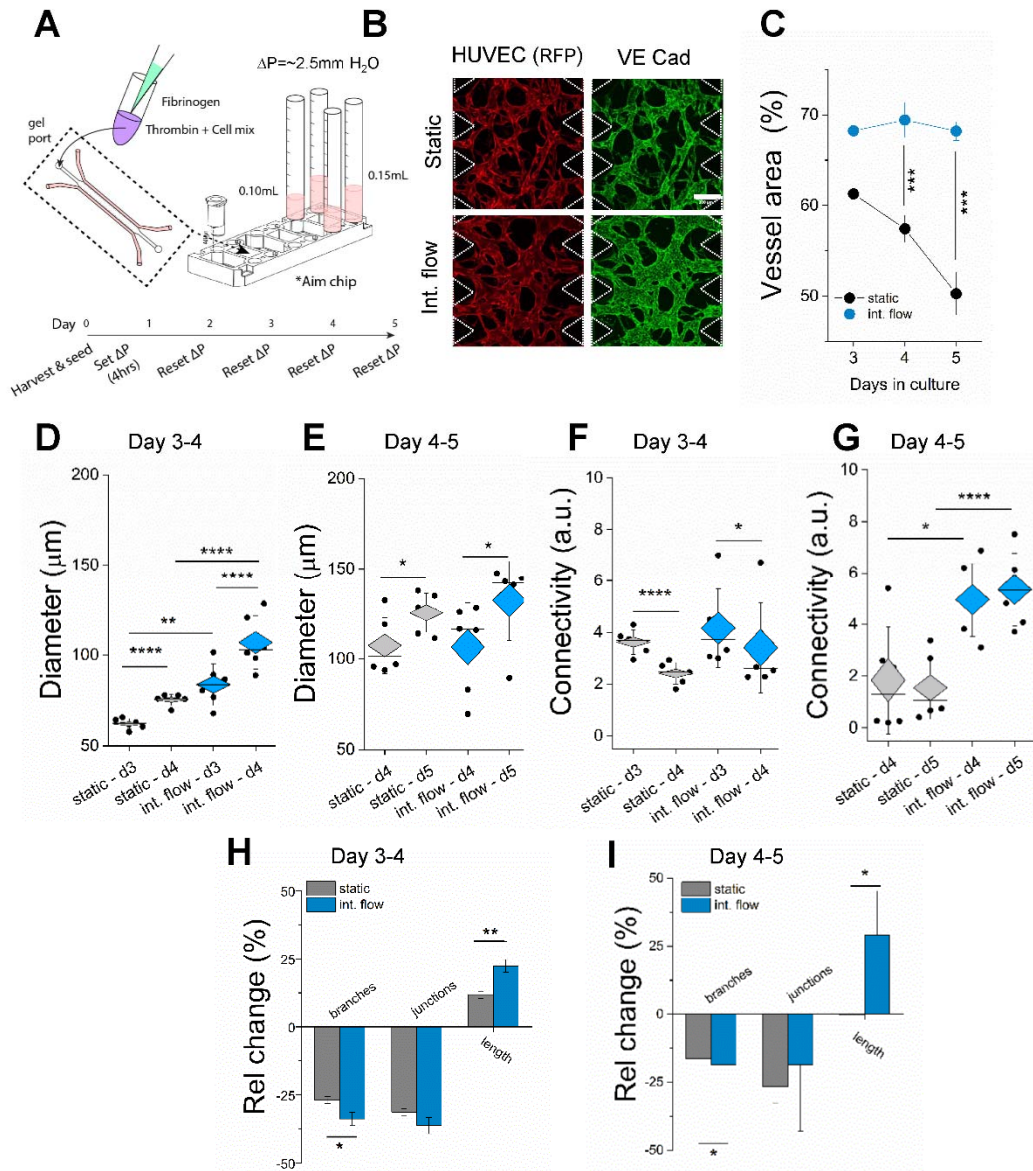 A
ΔP=~2.5mm H2O
Fibrinogen
Thrombin + Cell mix
gel
port
0.10mL
0.15mL
*Aim chip
Day 0 1 2 3 4 5
Harvest & seed
Set ΔP
(4hrs)
Reset ΔP
Reset ΔP
Reset ΔP
Reset ΔP
B
HUVEC (RFP) VE Cad
Static
Int. flow
C
Vessel area (%)
70
60
50
***
***
static
int. flow
3 4 5
Days in culture
D Day 3-4
Diameter (μm)
200
150
100
50
****
****
**
****
static - d3
static - d4
int. flow - d3
int. flow - d4
E Day 4-5
Diameter (μm)
200
150
100
50
*
*
static - d4
static - d5
int. flow - d4
int. flow - d5
F Day 3-4
Connectivity (a.u.)
10
8
6
4
2
0
*
****
static - d3
static - d4
int. flow - d3
int. flow - d4
G Day 4-5
Connectivity (a.u.)
10
8
6
4
2
0
****
*
static - d4
static - d5
int. flow - d4
int. flow - d5
H Day 3-4
Rel change (%)
50
25
0
-25
-50
static
int. flow
**
branches
junctions
length
*
I Day 4-5
Rel change (%)
50
25
0
-25
-50
static
int. flow
*
branches
junctions
length
*